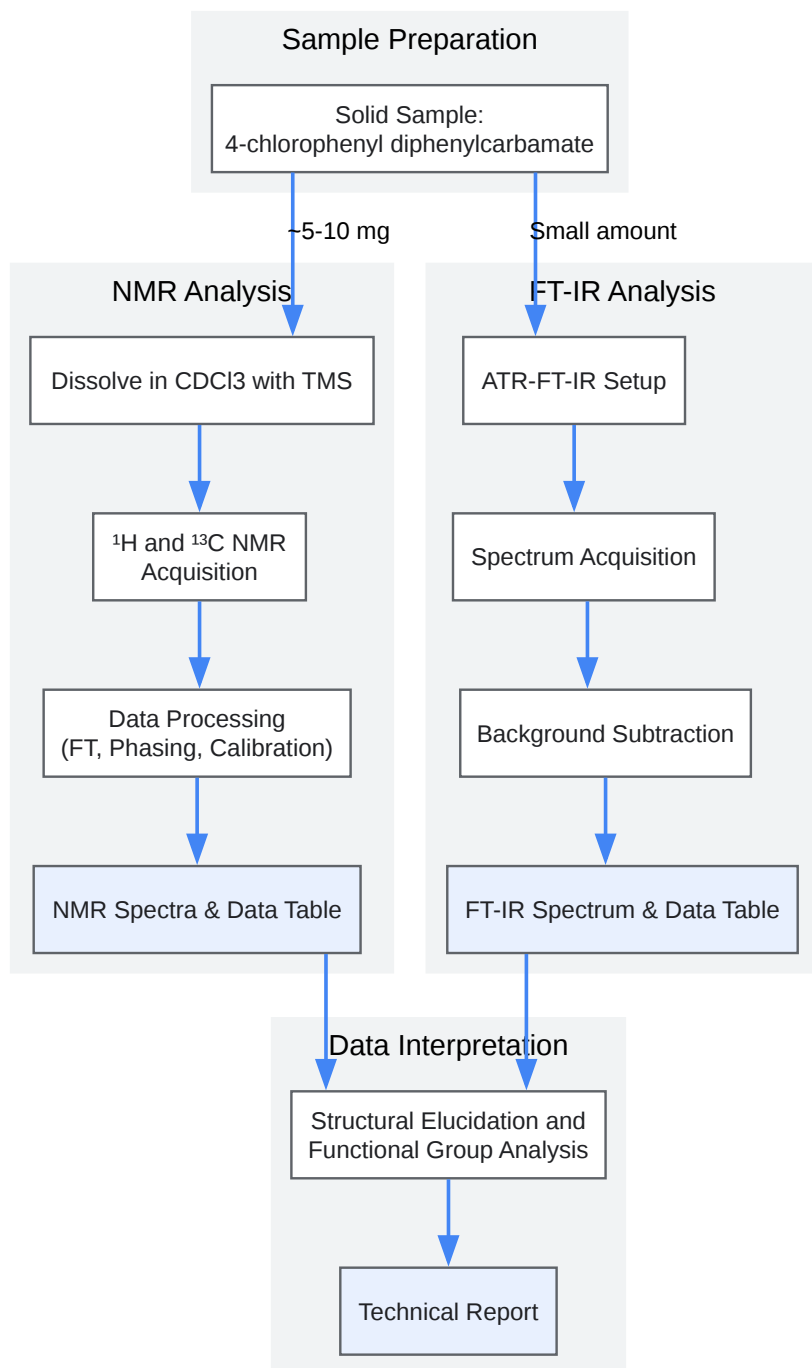 Sample Preparation
Solid Sample:
4-chlorophenyl diphenylcarbamate
~5-10 mg
Small amount
NMR Analysis
FT-IR Analysis
Dissolve in CDCl3 with TMS
ATR-FT-IR Setup
¹H and ¹³C NMR
Acquisition
Spectrum Acquisition
Data Processing
(FT, Phasing, Calibration)
Background Subtraction
NMR Spectra & Data Table
FT-IR Spectrum & Data Table
Data Interpretation
Structural Elucidation and
Functional Group Analysis
Technical Report